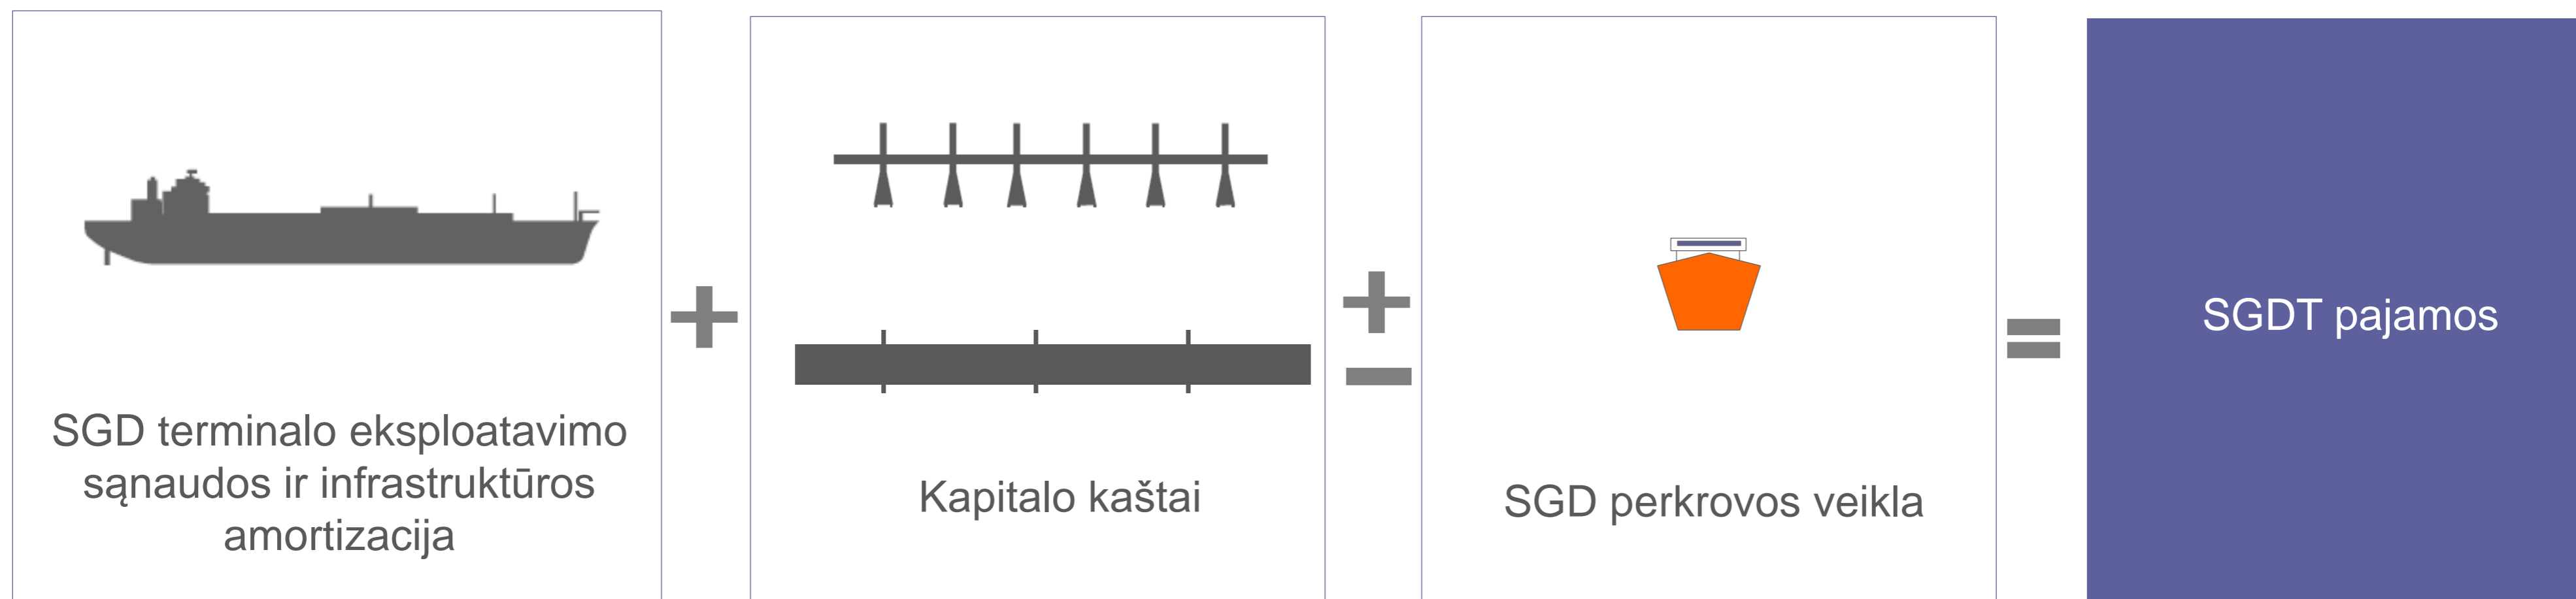 SGD terminalo eksploatavimo
sąnaudos ir infrastruktūros
amortizacija
+
Kapitalo kaštai
+
−
SGD perkrovos veikla
=
SGDT pajamos